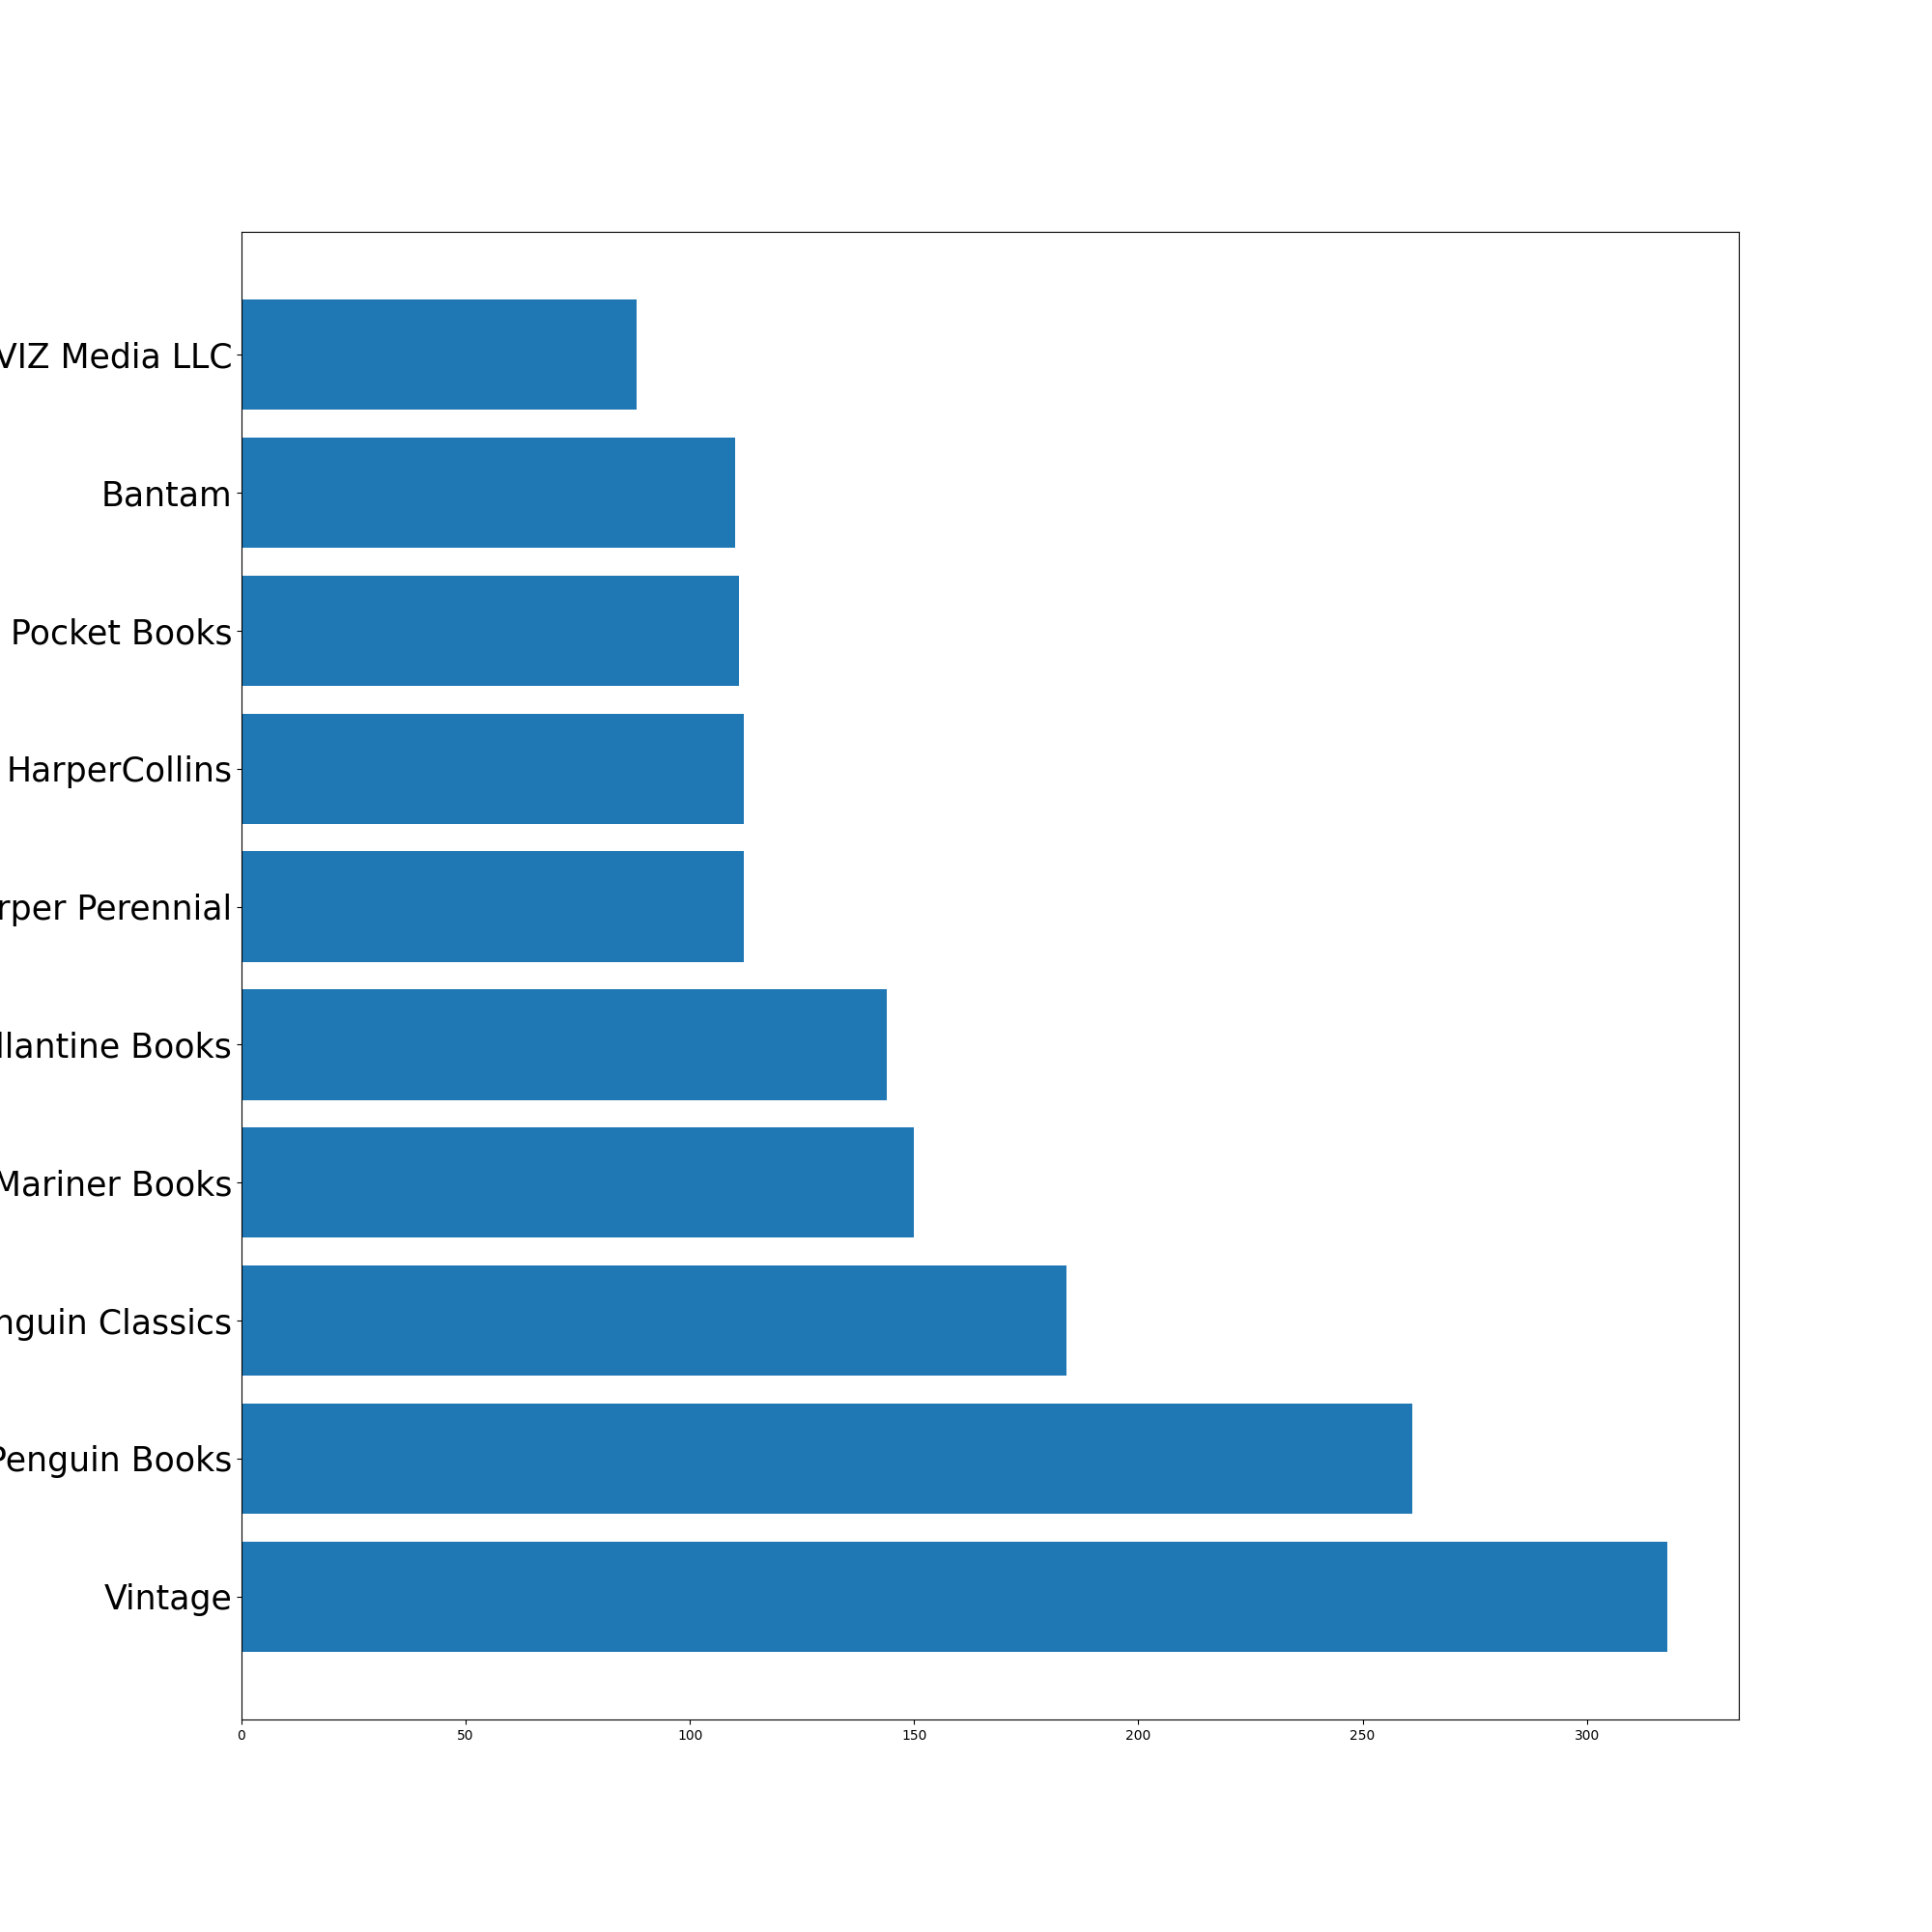 VIZ Media LLC
Bantam
Pocket Books
HarperCollins
rper Perennial
llantine Books
Mariner Books
nguin Classics
Penguin Books
Vintage
0 50 100 150 200 250 300